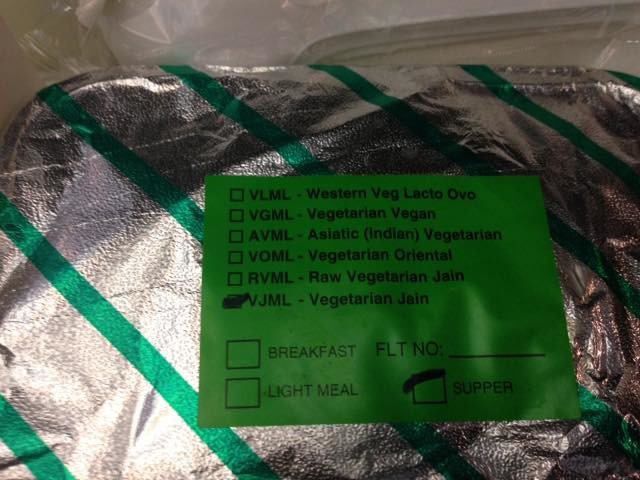 VLML - Western Veg Lacto Ovo
VGML - Vegetarian Vegan
AVML - Asiatic (Indian) Vegetarian
VOML - Vegetarian Oriental
RVML - Raw Vegetarian Jain
VJML - Vegetarian Jain
BREAKFAST FLT NO:
LIGHT MEAL SUPPER